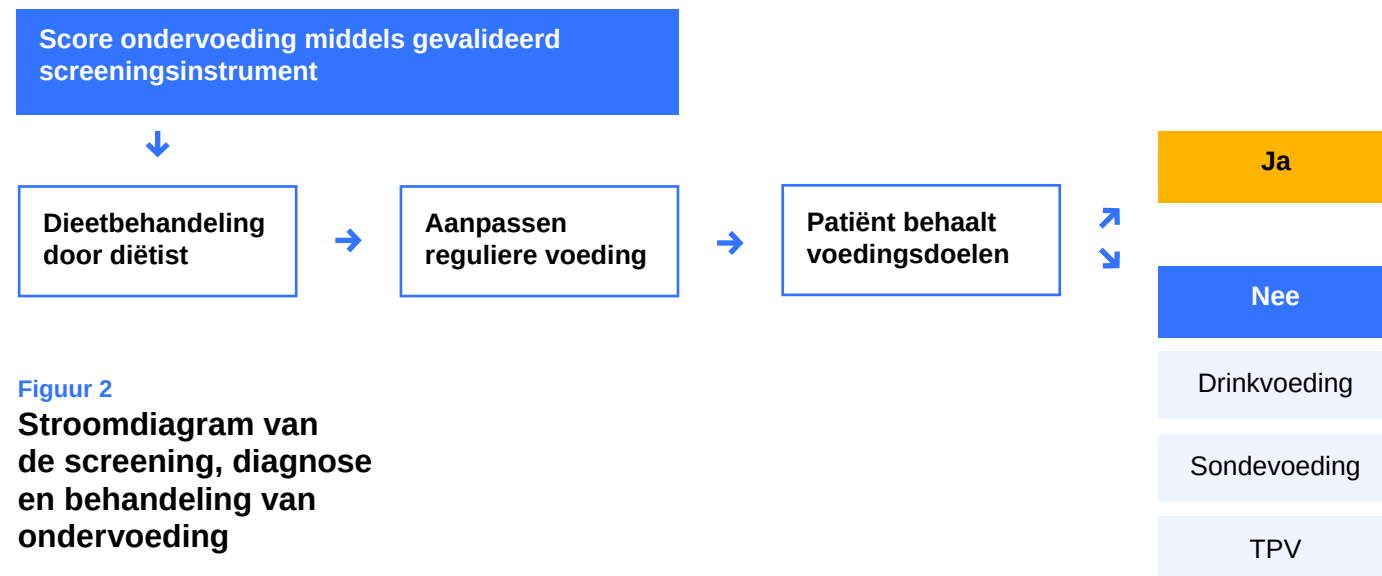 Score ondervoeding middels gevalideerd
screeningsinstrument
Dieetbehandeling
door diëtist
Aanpassen
reguliere voeding
Patiënt behaalt
voedingsdoelen
Ja
Nee
Drinkvoeding
Sondevoeding
TPV
Figuur 2
Stroomdiagram van
de screening, diagnose
en behandeling van
ondervoeding